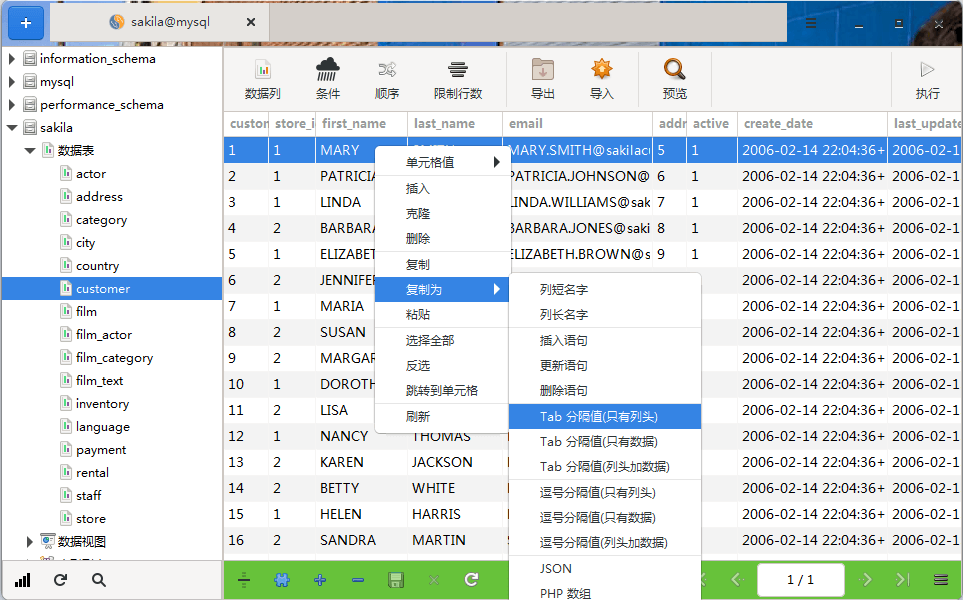 sakila@mysql
information_schema
mysql
performance_schema
sakila
数据表
actor
address
category
city
country
customer
film
film_actor
film_category
film_text
inventory
language
payment
rental
staff
store
数据视图
数据列 条件 顺序 限制行数 导出 导入 预览 执行
custon store_i first_name last_name email addr active create_date last_update
1 1 MARY MARY.SMITH@sakilacu 5 1 2006-02-14 22:04:36+ 2006-02-1
2 1 PATRICIA PATRICIA.JOHNSON@ 6 1 2006-02-14 22:04:36+ 2006-02-1
3 1 LINDA LINDA.WILLIAMS@sak 7 1 2006-02-14 22:04:36+ 2006-02-1
4 2 BARBARA BARBARA.JONES@saki 8 1 2006-02-14 22:04:36+ 2006-02-1
5 1 ELIZABET ELIZABETH.BROWN@s 9 1 2006-02-14 22:04:36+ 2006-02-1
6 2 JENNIFE 2006-02-14 22:04:36+ 2006-02-1
7 1 MARIA 2006-02-14 22:04:36+ 2006-02-1
8 2 SUSAN 2006-02-14 22:04:36+ 2006-02-1
9 2 MARGAR 2006-02-14 22:04:36+ 2006-02-1
10 1 DOROTH 2006-02-14 22:04:36+ 2006-02-1
11 2 LISA 2006-02-14 22:04:36+ 2006-02-1
12 1 NANCY THOMAS 2006-02-14 22:04:36+ 2006-02-1
13 2 KAREN JACKSON 2006-02-14 22:04:36+ 2006-02-1
14 2 BETTY WHITE 2006-02-14 22:04:36+ 2006-02-1
15 1 HELEN HARRIS 2006-02-14 22:04:36+ 2006-02-1
16 2 SANDRA MARTIN 2006-02-14 22:04:36+ 2006-02-1
单元格值
插入
克隆
删除
复制
复制为
粘贴
选择全部
反选
跳转到单元格
刷新
列短名字
列长名字
插入语句
更新语句
删除语句
Tab 分隔值(只有列头)
Tab 分隔值(只有数据)
Tab 分隔值(列头加数据)
逗号分隔值(只有列头)
逗号分隔值(只有数据)
逗号分隔值(列头加数据)
JSON
PHP 数组
1 / 1